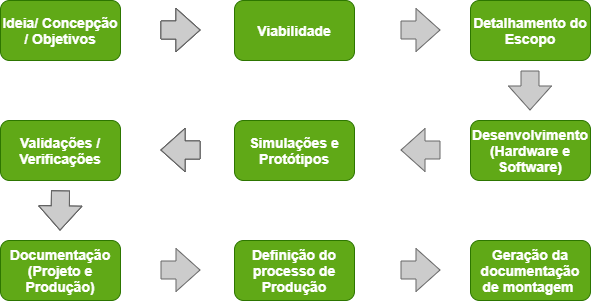 Ideia/ Concepção
/ Objetivos
Viabilidade
Detalhamento do
Escopo
Desenvolvimento
(Hardware e
Software)
Simulações e
Protótipos
Validações /
Verificações
Documentação
(Projeto e
Produção)
Definição do
processo de
Produção
Geração da
documentação
de montagem